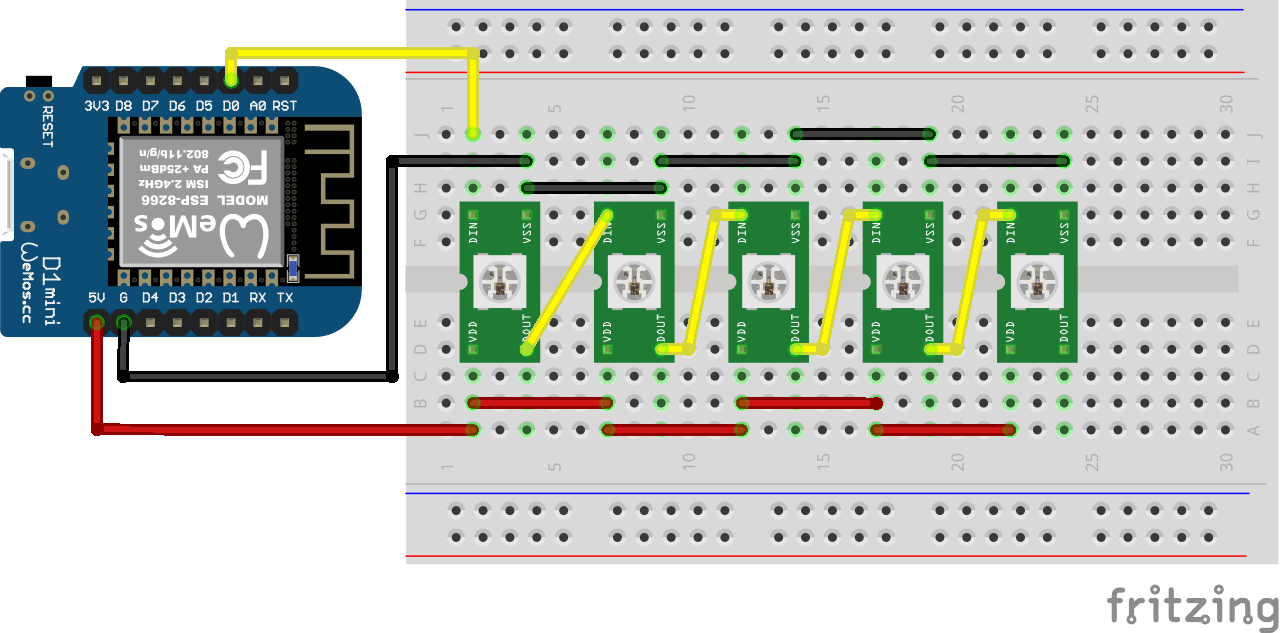 1 5 10 15 20 25 30
3V3 D8 D7 D6 D5 D0 A0 RST
RESET
802.11b/g/n
PA +25dBm
ISM 2.4GHz
FC
MODEL ESP-8266
WeMos
D1mini
WeMos.cc
5V G D4 D3 D2 D1 RX TX
J J
I I
H H
G G
F F
DIN VSS DIN VSS DIN VSS DIN VSS DIN VSS
VDD DOUT VDD DOUT VDD DOUT VDD DOUT VDD DOUT
E E
D D
C C
B B
A A
1 5 10 15 20 25 30
fritzing